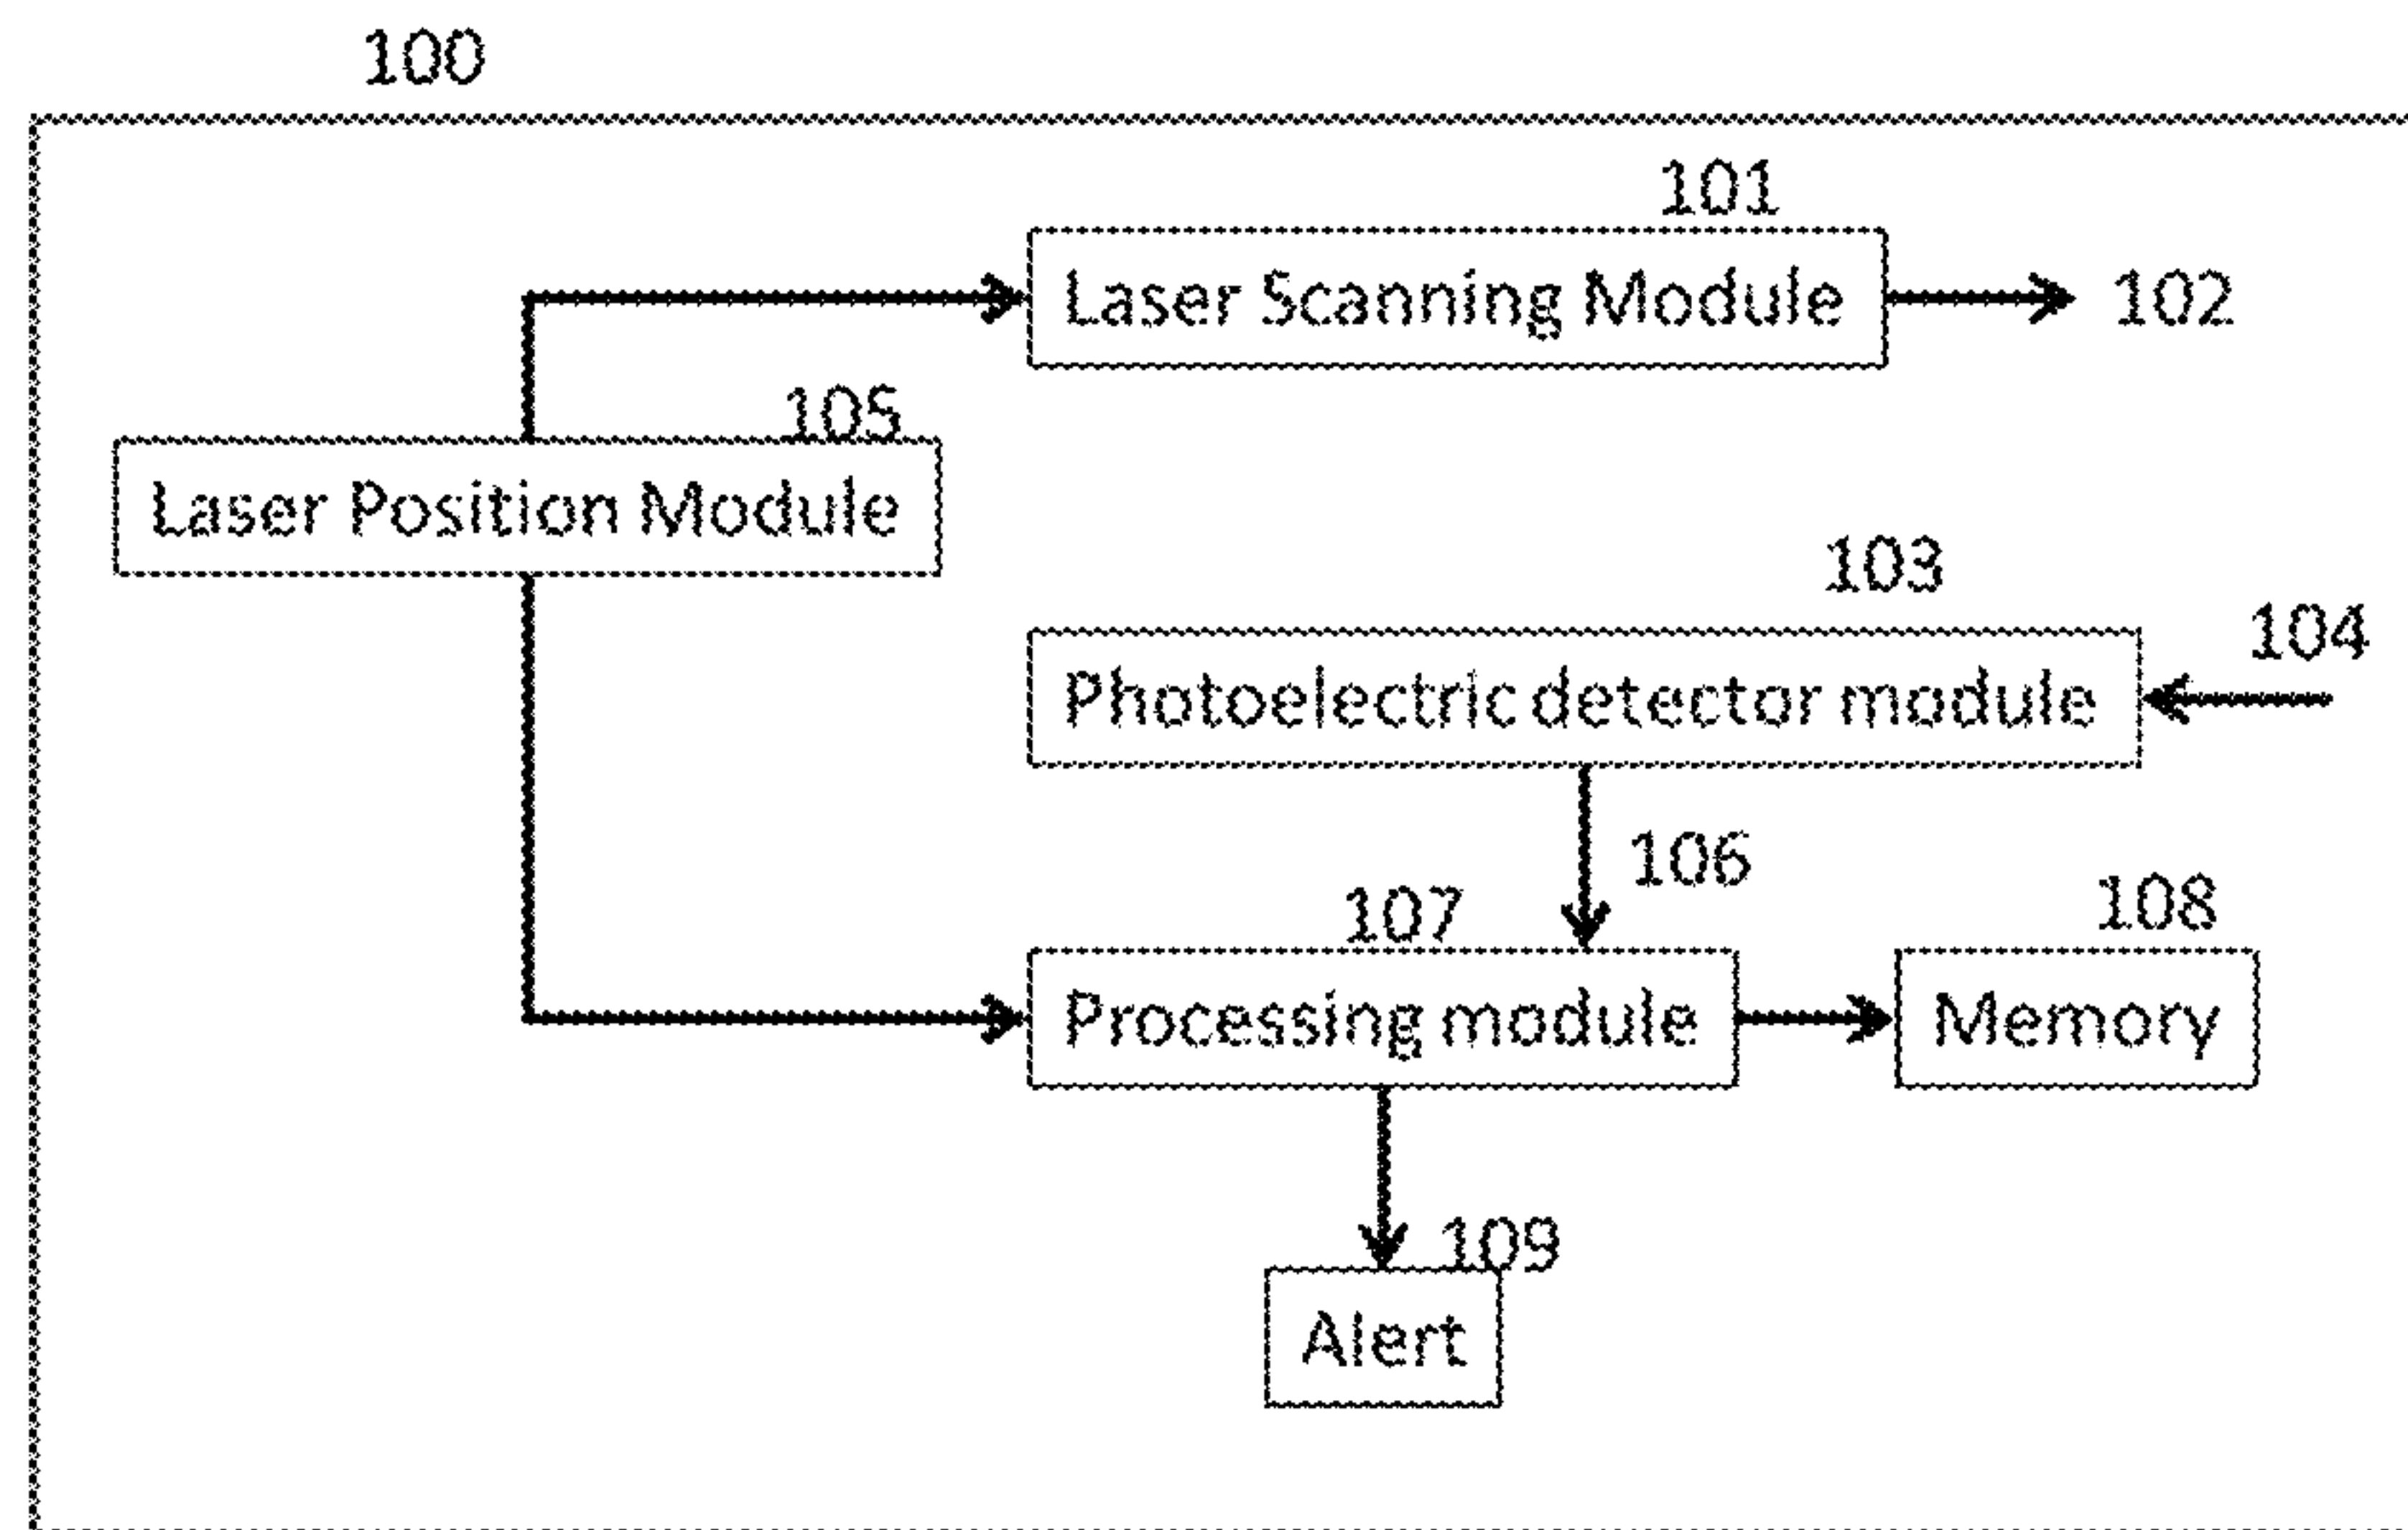 100
101
Laser Scanning Module
102
105
Laser Position Module
103
104
Photoelectric detector module
106
107
108
Processing module
Memory
109
Alert